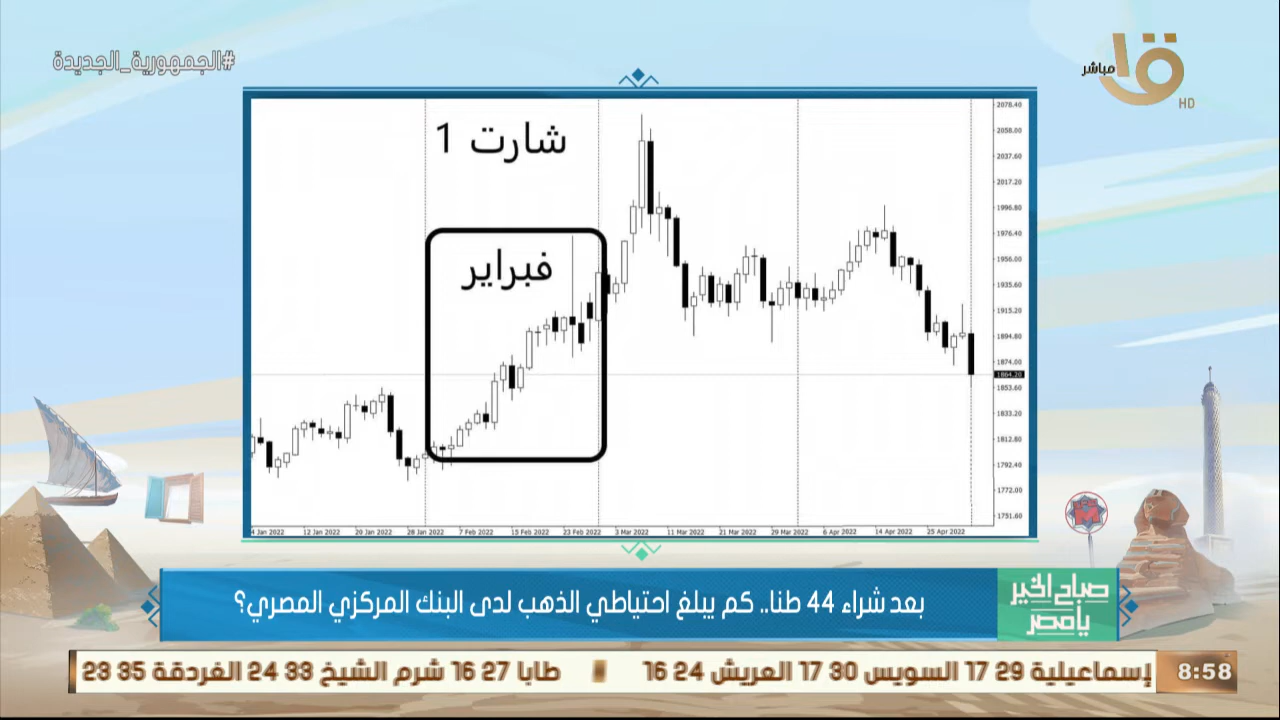 #الجمهورية_الجديدة
مباشر
HD
شارت 1
فبراير
2078.40
2058.00
2037.60
2017.20
1996.80
1976.40
1956.00
1935.60
1915.20
1894.80
1874.00
1864.20
1853.60
1833.20
1812.80
1792.40
1772.00
1751.60
4 Jan 2022 12 Jan 2022 20 Jan 2022 28 Jan 2022 7 Feb 2022 15 Feb 2022 23 Feb 2022 3 Mar 2022 11 Mar 2022 21 Mar 2022 29 Mar 2022 6 Apr 2022 14 Apr 2022 25 Apr 2022
صباح الخير
يا مصر
بعد شراء 44 طنا.. كم يبلغ احتياطي الذهب لدى البنك المركزي المصري؟
8:58
إسماعيلية 29 17 السويس 30 17 العريش 24 16 طابا 27 16 شرم الشيخ 33 24 الغردقة 35 23